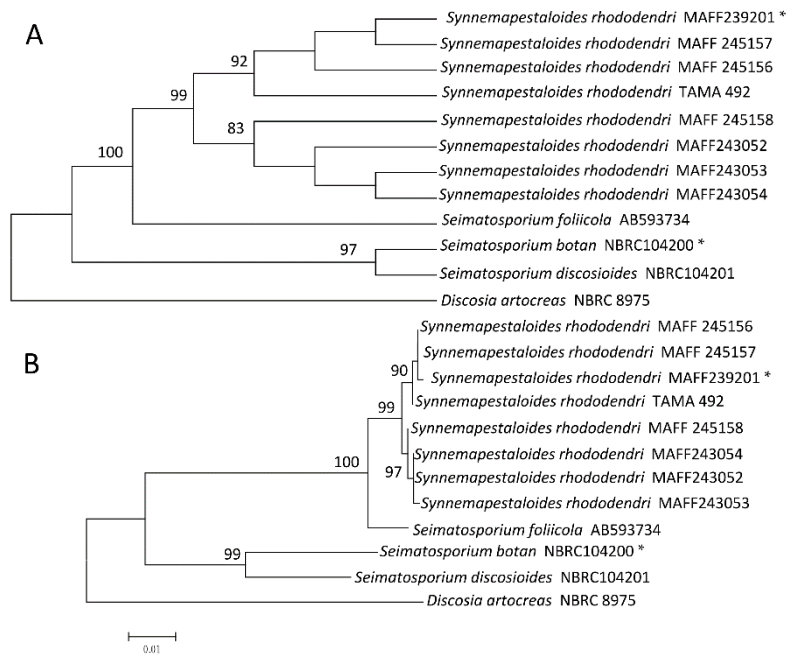 A
Synnemapestaloides rhododendri MAFF239201 *
Synnemapestaloides rhododendri MAFF 245157
92
Synnemapestaloides rhododendri MAFF 245156
99
Synnemapestaloides rhododendri TAMA 492
83
Synnemapestaloides rhododendri MAFF 245158
100
Synnemapestaloides rhododendri MAFF243052
Synnemapestaloides rhododendri MAFF243053
Synnemapestaloides rhododendri MAFF243054
Seimatosporium foliicola AB593734
97
Seimatosporium botan NBRC104200 *
Seimatosporium discosioides NBRC104201
Discosia artocreas NBRC 8975
B
Synnemapestaloides rhododendri MAFF 245156
Synnemapestaloides rhododendri MAFF 245157
90
Synnemapestaloides rhododendri MAFF239201 *
99
Synnemapestaloides rhododendri TAMA 492
Synnemapestaloides rhododendri MAFF 245158
100
Synnemapestaloides rhododendri MAFF243054
97
Synnemapestaloides rhododendri MAFF243052
Synnemapestaloides rhododendri MAFF243053
Seimatosporium foliicola AB593734
99
Seimatosporium botan NBRC104200 *
Seimatosporium discosioides NBRC104201
Discosia artocreas NBRC 8975
0.01